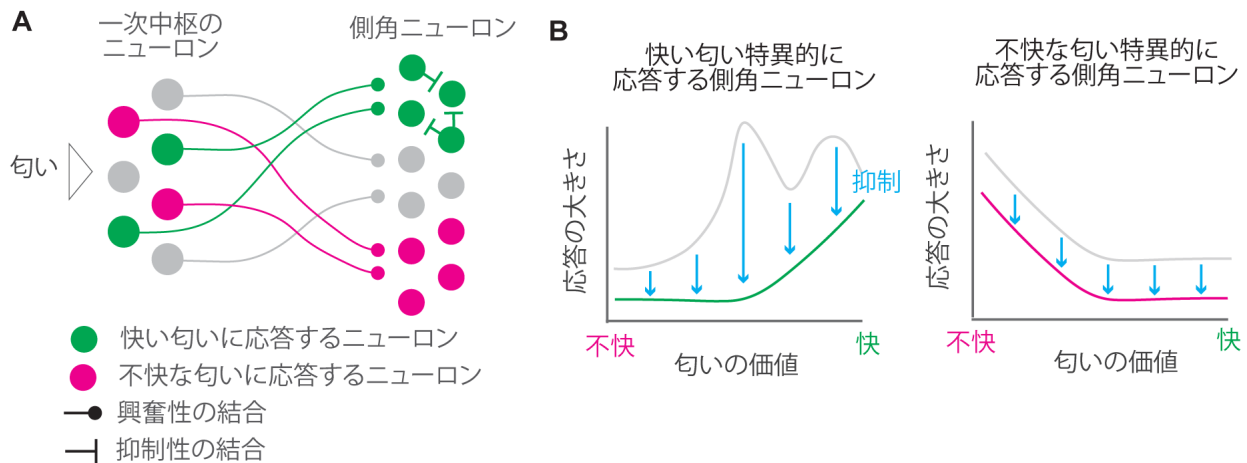 A
一次中枢の
ニューロン
側角ニューロン
匂い
快い匂いに応答するニューロン
不快な匂いに応答するニューロン
興奮性の結合
抑制性の結合
B
快い匂い特異的に
応答する側角ニューロン
応答の大きさ
抑制
不快
快
匂いの価値
不快な匂い特異的に
応答する側角ニューロン
応答の大きさ
不快
快
匂いの価値